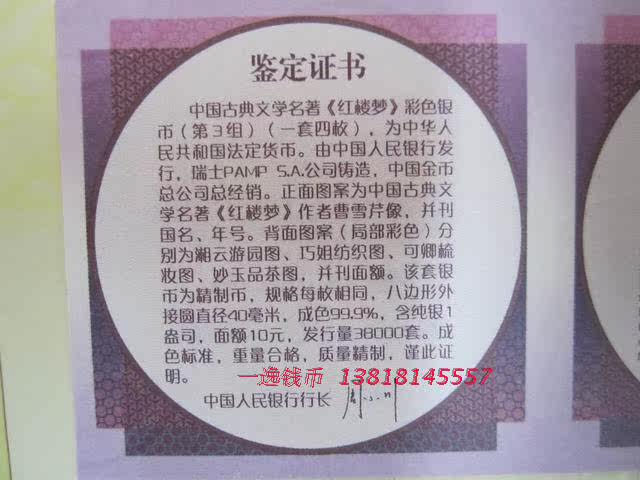 鉴定证书
中国古典文学名著《红楼梦》彩色银
币（第3组）（一套四枚），为中华人
民共和国法定货币。由中国人民银行发
行，瑞士PAMP S.A.公司铸造，中国金币
总公司总经销。正面图案为中国古典文
学名著《红楼梦》作者曹雪芹像，并刊
国名、年号。背面图案（局部彩色）分
别为湘云游园图、巧姐纺织图、可卿梳
妆图、妙玉品茶图，并刊面额。该套银
币为精制币，规格每枚相同，八边形外
接圆直径40毫米，成色99.9%，含纯银1
盎司，面额10元，发行量38000套。成
色标准，重量合格，质量精制，谨此证
明。
一逸钱币 13818145557
中国人民银行行长 周小川